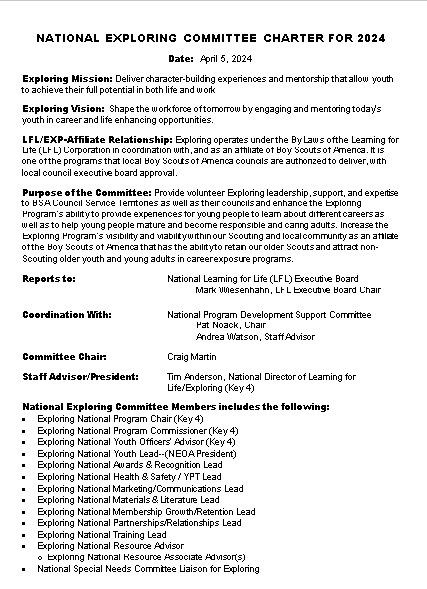 NATIONAL EXPLORING COMMITTEE CHARTER FOR 2024
Date: April 5, 2024
Exploring Mission: Deliver character-building experiences and mentorship that allow youth
to achieve their full potential in both life and work
Exploring Vision: Shape the workforce of tomorrow by engaging and mentoring today's
youth in career and life enhancing opportunities.
LFL/EXP-Affiliate Relationship: Exploring operates under the By Laws of the Learning for
Life (LFL) Corporation in coordination with, and as an affiliate of Boy Scouts of America. It is
one of the programs that local Boy Scouts of America councils are authorized to deliver, with
local council executive board approval.
Purpose of the Committee: Provide volunteer Exploring leadership, support, and expertise
to BSA Council Service Territories as well as their councils and enhance the Exploring
Program's ability to provide experiences for young people to learn about different careers as
well as to help young people mature and become responsible and caring adults. Increase the
Exploring Program's visibility and viability within our Scouting and local community as an affiliate
of the Boy Scouts of America that has the ability to retain our older Scouts and attract non-
Scouting older youth and young adults in career exposure programs.
Reports to: National Learning for Life (LFL) Executive Board
Mark Wiesenhahn, LFL Executive Board Chair
Coordination With: National Program Development Support Committee
Pat Noack, Chair
Andrea Watson, Staff Advisor
Committee Chair: Craig Martin
Staff Advisor/President: Tim Anderson, National Director of Learning for
Life/Exploring (Key 4)
National Exploring Committee Members includes the following:
• Exploring National Program Chair (Key 4)
• Exploring National Program Commissioner (Key 4)
• Exploring National Youth Officers' Advisor (Key 4)
• Exploring National Youth Lead--(NEOA President)
• Exploring National Awards & Recognition Lead
• Exploring National Health & Safety / YPT Lead
• Exploring National Marketing/Communications Lead
• Exploring National Materials & Literature Lead
• Exploring National Membership Growth/Retention Lead
• Exploring National Partnerships/Relationships Lead
• Exploring National Training Lead
• Exploring National Resource Advisor
o Exploring National Resource Associate Advisor(s)
• National Special Needs Committee Liaison for Exploring